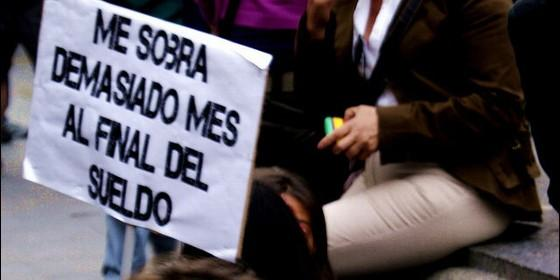 ME SOBRA
DEMASIADO MES
AL FINAL DEL
SUELDO